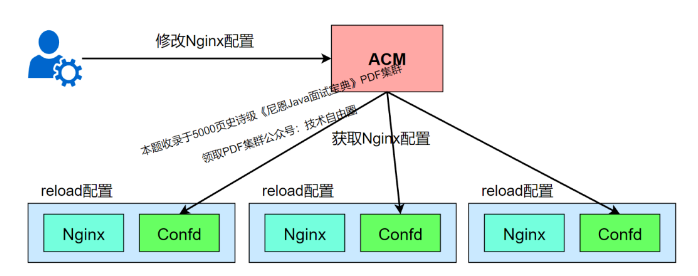 修改Nginx配置
ACM
本题收录于5000页史诗级《尼恩Java面试宝典》PDF集群
领取PDF集群公众号：技术自由圈
获取Nginx配置
reload配置
reload配置
reload配置
Nginx
Confd
Nginx
Confd
Nginx
Confd